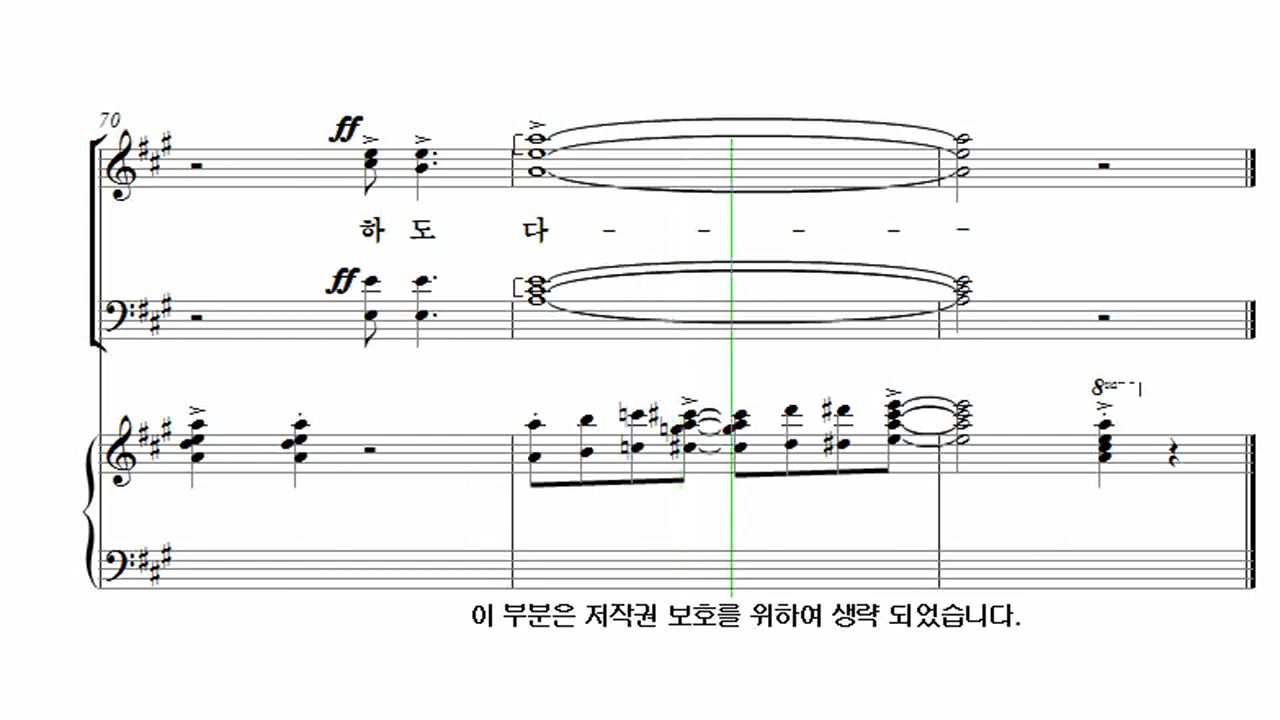 70
ff
하 도 다 - - - - -
ff
8
이 부분은 저작권 보호를 위하여 생략 되었습니다.